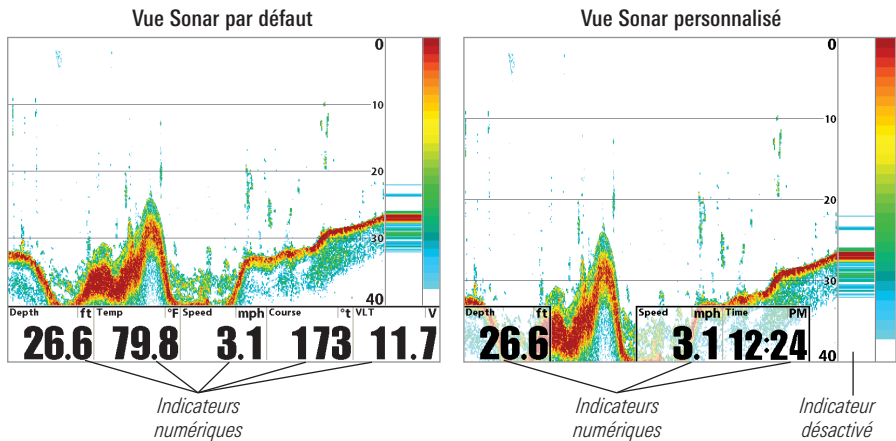 Vue Sonar par défaut
0
10
20
30
40
Depth ft Temp °F Speed mph Course °t VLT V
26.6 79.8 3.1 173 11.7
Indicateurs
numériques
Vue Sonar personnalisé
0
10
20
30
40
Depth ft Speed mph Time PM
26.6 3.1 12:24
Indicateurs
numériques
Indicateur
désactivé